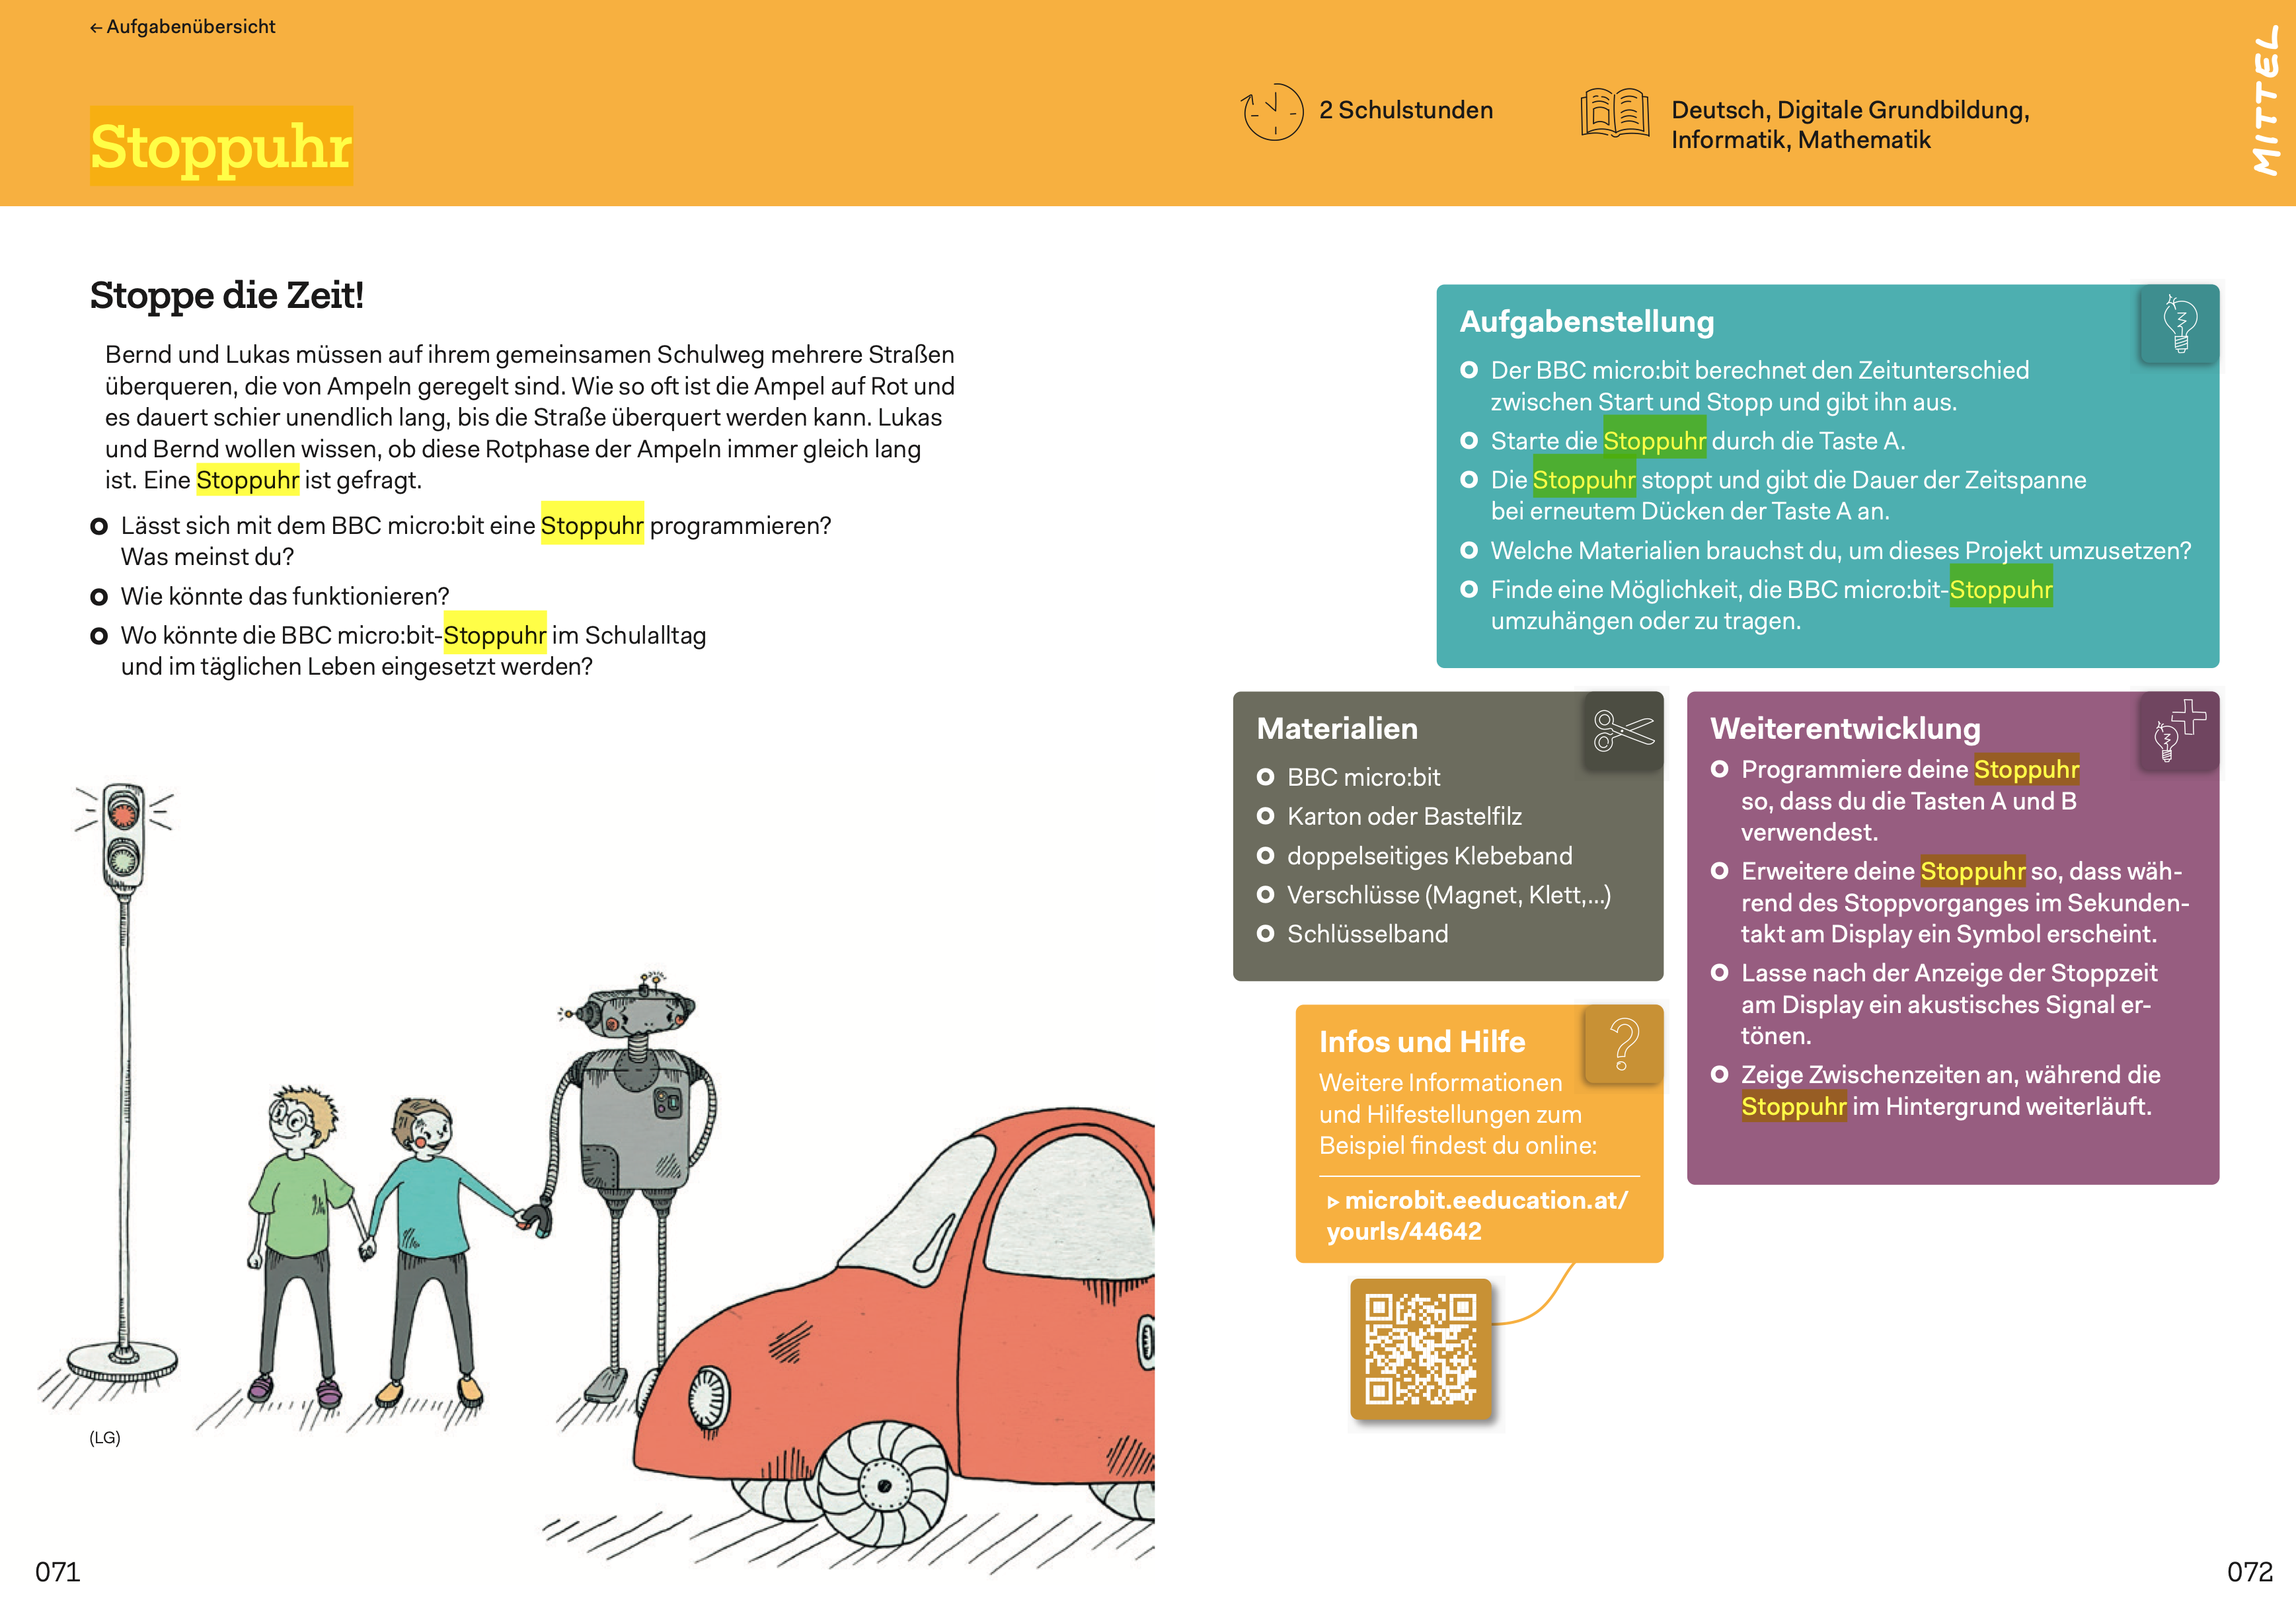 ← Aufgabenübersicht
Stoppuhr
2 Schulstunden
Deutsch, Digitale Grundbildung,
Informatik, Mathematik
MITTEL
Stoppe die Zeit!
Bernd und Lukas müssen auf ihrem gemeinsamen Schulweg mehrere Straßen
überqueren, die von Ampeln geregelt sind. Wie so oft ist die Ampel auf Rot und
es dauert schier unendlich lang, bis die Straße überquert werden kann. Lukas
und Bernd wollen wissen, ob diese Rotphase der Ampeln immer gleich lang
ist. Eine Stoppuhr ist gefragt.
Lässt sich mit dem BBC micro:bit eine Stoppuhr programmieren?
Was meinst du?
Wie könnte das funktionieren?
Wo könnte die BBC micro:bit-Stoppuhr im Schulalltag
und im täglichen Leben eingesetzt werden?
(LG)
071
Aufgabenstellung
Der BBC micro:bit berechnet den Zeitunterschied
zwischen Start und Stopp und gibt ihn aus.
Starte die Stoppuhr durch die Taste A.
Die Stoppuhr stoppt und gibt die Dauer der Zeitspanne
bei erneutem Dücken der Taste A an.
Welche Materialien brauchst du, um dieses Projekt umzusetzen?
Finde eine Möglichkeit, die BBC micro:bit-Stoppuhr
umzuhängen oder zu tragen.
Materialien
BBC micro:bit
Karton oder Bastelfilz
doppelseitiges Klebeband
Verschlüsse (Magnet, Klett,...)
Schlüsselband
Weiterentwicklung
Programmiere deine Stoppuhr
so, dass du die Tasten A und B
verwendest.
Erweitere deine Stoppuhr so, dass wäh-
rend des Stoppvorganges im Sekunden-
takt am Display ein Symbol erscheint.
Lasse nach der Anzeige der Stoppzeit
am Display ein akustisches Signal er-
tönen.
Zeige Zwischenzeiten an, während die
Stoppuhr im Hintergrund weiterläuft.
Infos und Hilfe
Weitere Informationen
und Hilfestellungen zum
Beispiel findest du online:
▹ microbit.eeducation.at/
yourls/44642
072